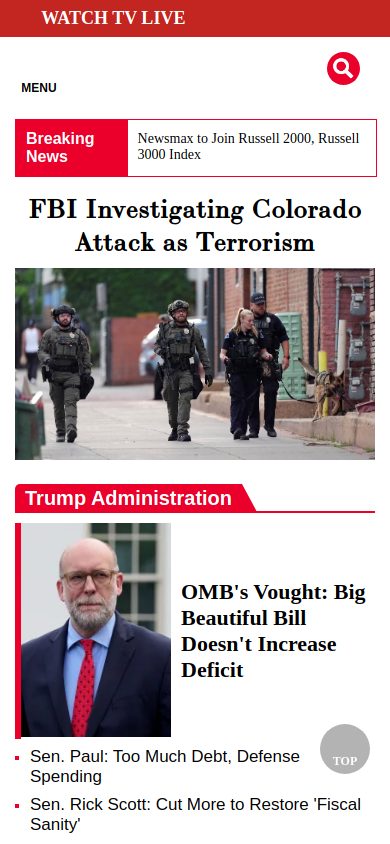 WATCH TV LIVE
MENU
Breaking
News
Newsmax to Join Russell 2000, Russell
3000 Index
FBI Investigating Colorado
Attack as Terrorism
Trump Administration
OMB's Vought: Big
Beautiful Bill
Doesn't Increase
Deficit
Sen. Paul: Too Much Debt, Defense
Spending
TOP
Sen. Rick Scott: Cut More to Restore 'Fiscal
Sanity'